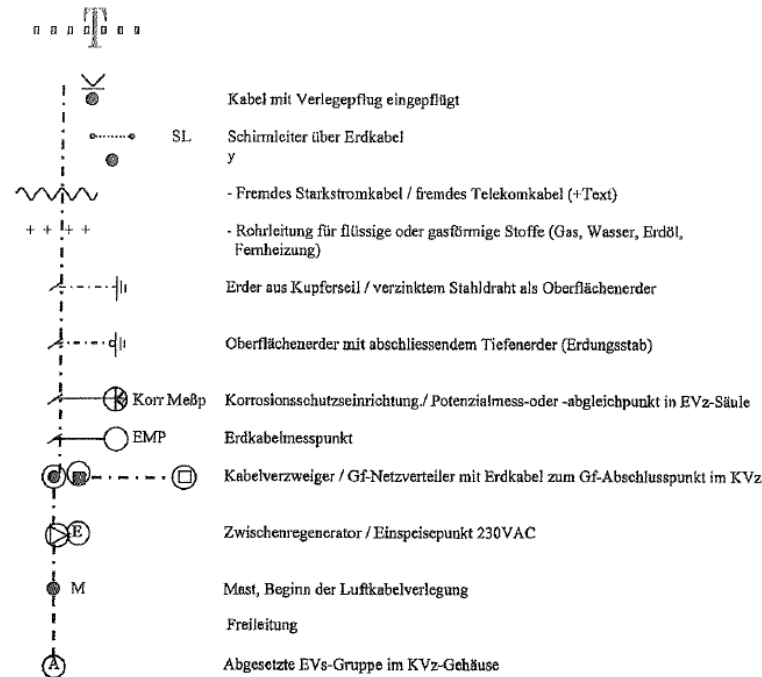 T
Kabel mit Verlegepflug eingepflügt
SL Schirmleiter über Erdkabel
y
- Fremdes Starkstromkabel / fremdes Telekomkabel (+Text)
+ + + + - Rohrleitung für flüssige oder gasförmige Stoffe (Gas, Wasser, Erdöl,
Fernheizung)
Erder aus Kupferseil / verzinktem Stahldraht als Oberflächenerder
Oberflächenerder mit abschliessendem Tiefenerder (Erdungsstab)
Korr Meßp Korrosionsschutzseinrichtung./ Potenzialmess-oder -abgleichpunkt in EVz-Säule
EMP Erdkabelmesspunkt
Kabelverzweiger / Gf-Netzverteiler mit Erdkabel zum Gf-Abschlusspunkt im KVz
E Zwischenregenerator / Einspeisepunkt 230VAC
M Mast, Beginn der Luftkabelverlegung
Freileitung
A Abgesetzte EVs-Gruppe im KVz-Gehäuse